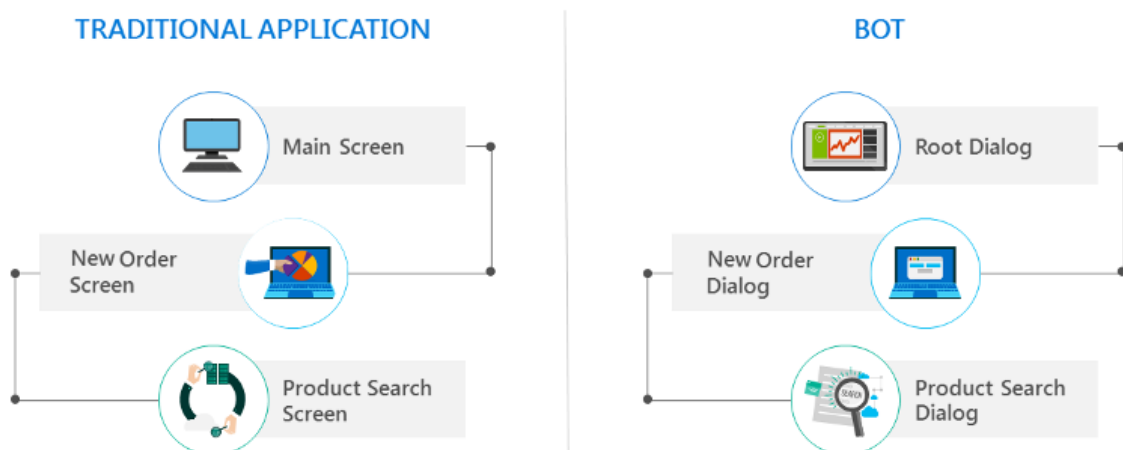 TRADITIONAL APPLICATION
Main Screen
New Order
Screen
Product Search
Screen
BOT
Root Dialog
New Order
Dialog
SEARCH
Product Search
Dialog